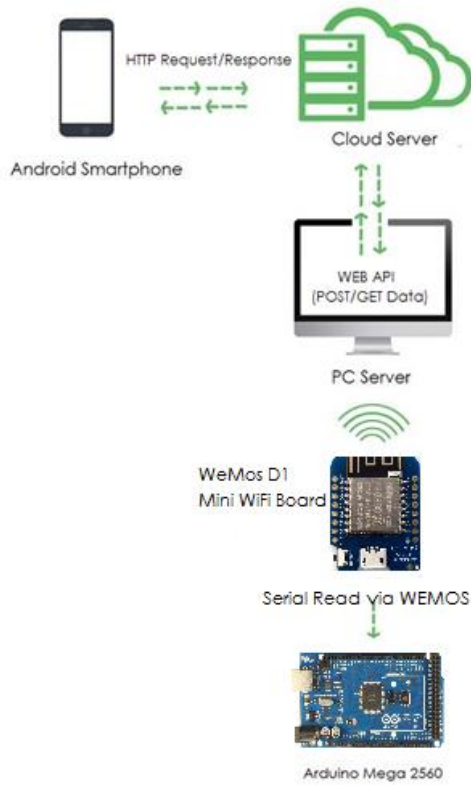 HTTP Request/Response
Cloud Server
Android Smartphone
WEB API
(POST/GET Data)
PC Server
WeMos D1
Mini WiFi Board
Serial Read via WEMOS
Arduino Mega 2560